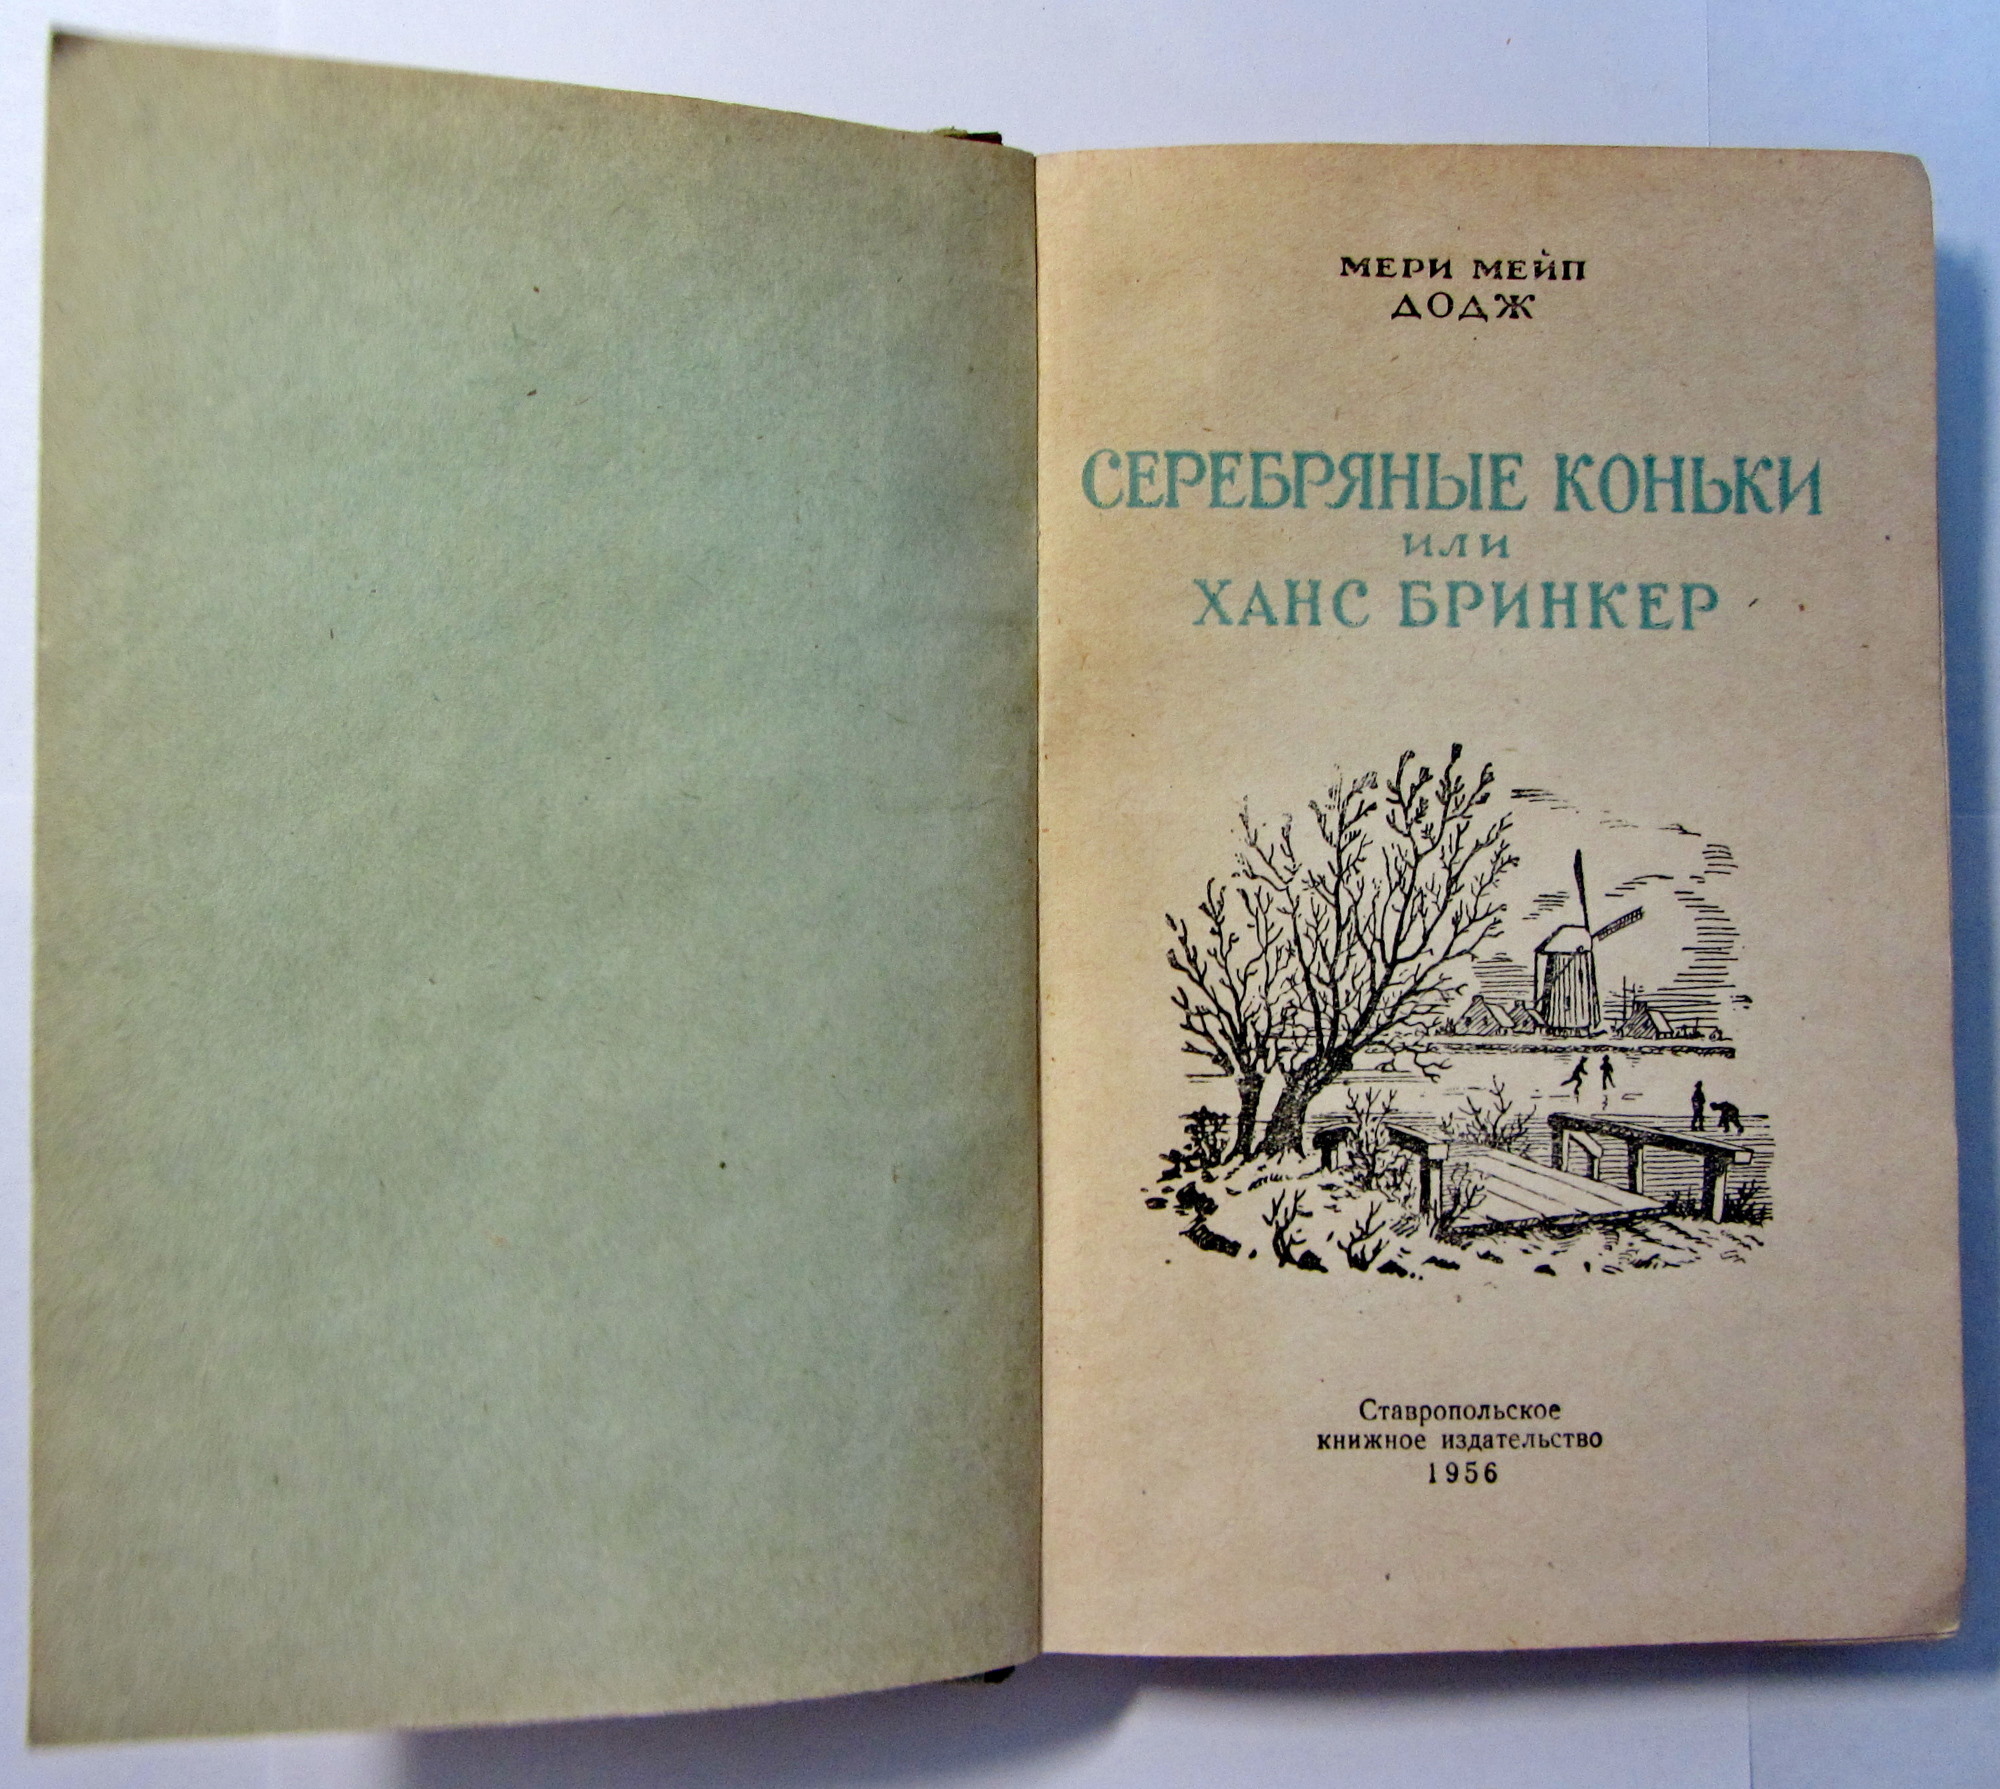 МЕРИ МЕЙП
ДОДЖ
СЕРЕБРЯНЫЕ КОНЬКИ
или
ХАНС БРИНКЕР
Ставропольское
книжное издательство
1956